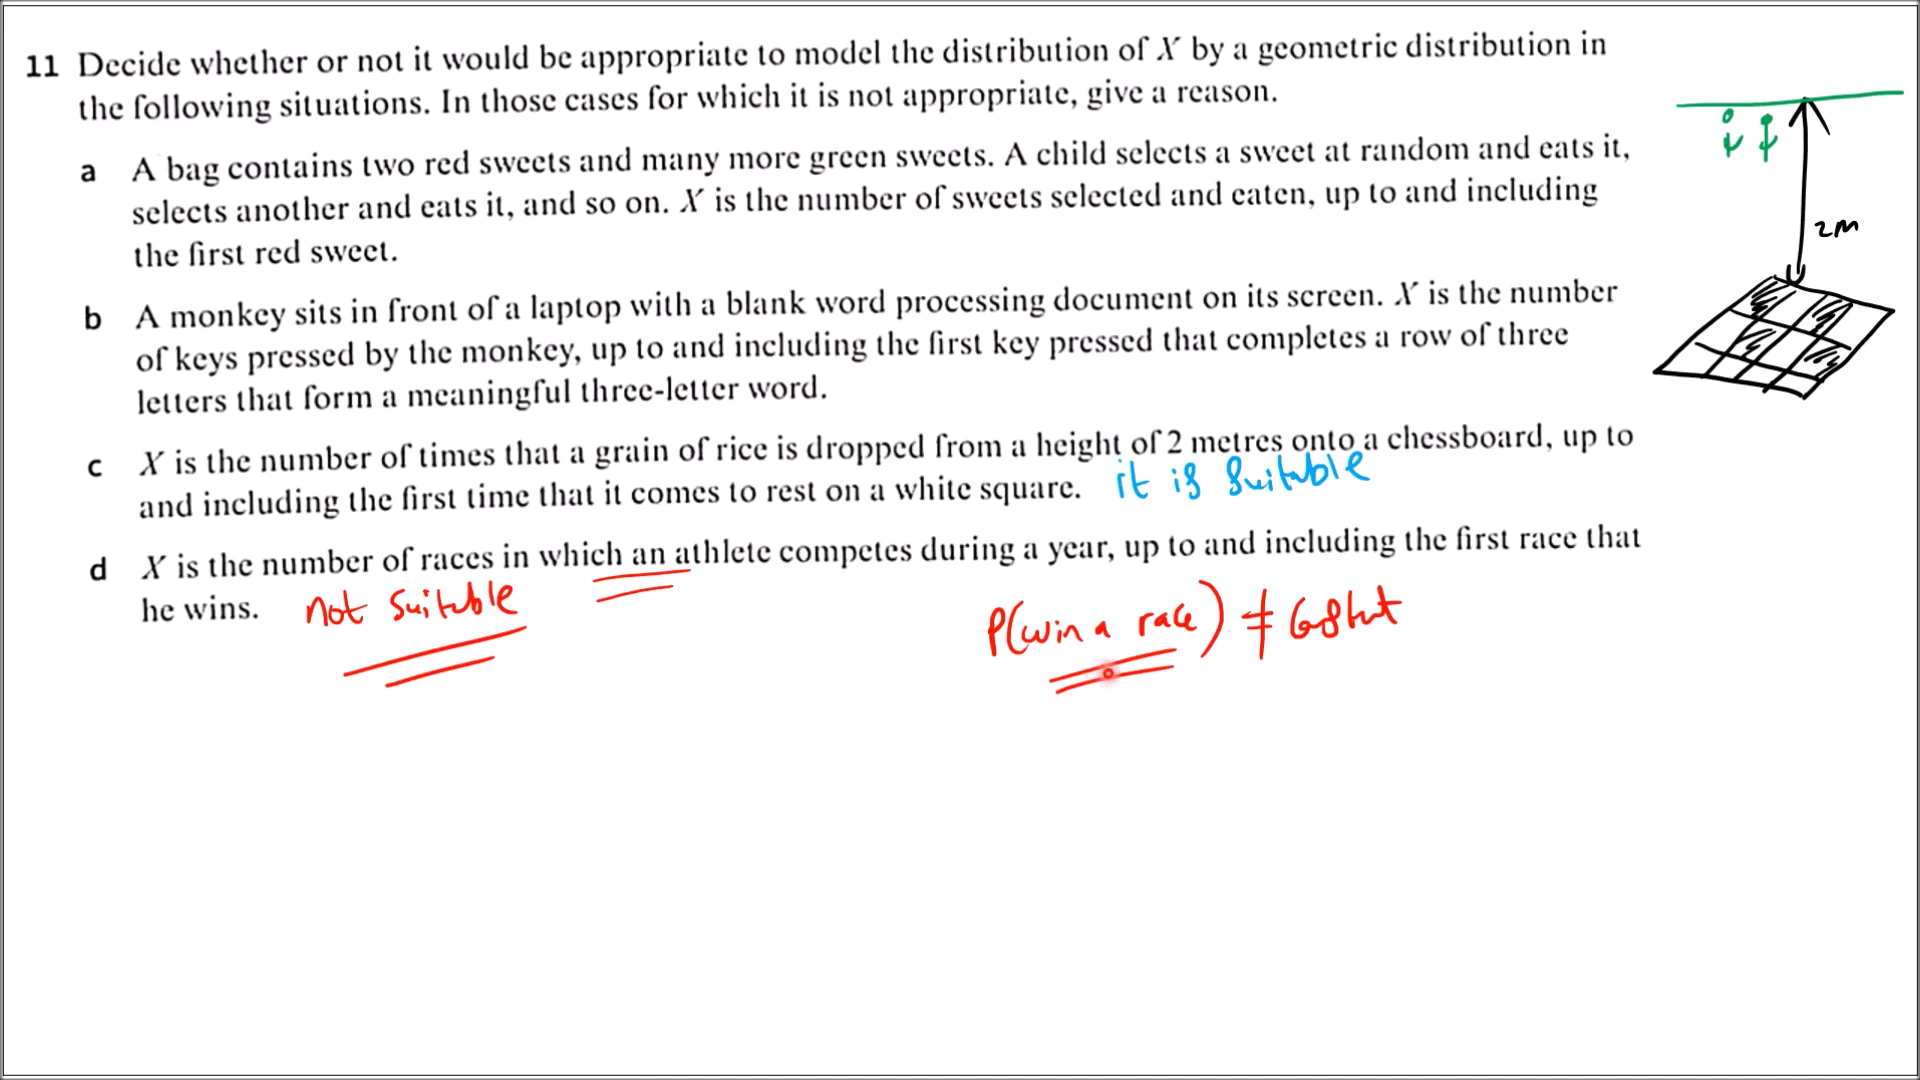 11 Decide whether or not it would be appropriate to model the distribution of X by a geometric distribution in
the following situations. In those cases for which it is not appropriate, give a reason.
a A bag contains two red sweets and many more green sweets. A child selects a sweet at random and eats it,
selects another and eats it, and so on. X is the number of sweets selected and eaten, up to and including
the first red sweet.
2m
b A monkey sits in front of a laptop with a blank word processing document on its screen. X is the number
of keys pressed by the monkey, up to and including the first key pressed that completes a row of three
letters that form a meaningful three-letter word.
c X is the number of times that a grain of rice is dropped from a height of 2 metres onto a chessboard, up to
and including the first time that it comes to rest on a white square. it is suitable
d X is the number of races in which an athlete competes during a year, up to and including the first race that
he wins. not suitable
P(win a race) ≠